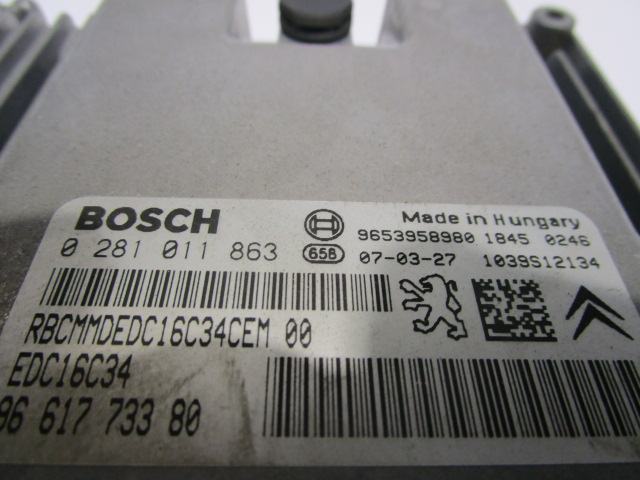 BOSCH
Made in Hungary
0 281 011 863
658
9653958980 1845 0246
07-03-27 1039S12134
RBCMMDEDC16C34CEM 00
EDC16C34
96 617 733 80